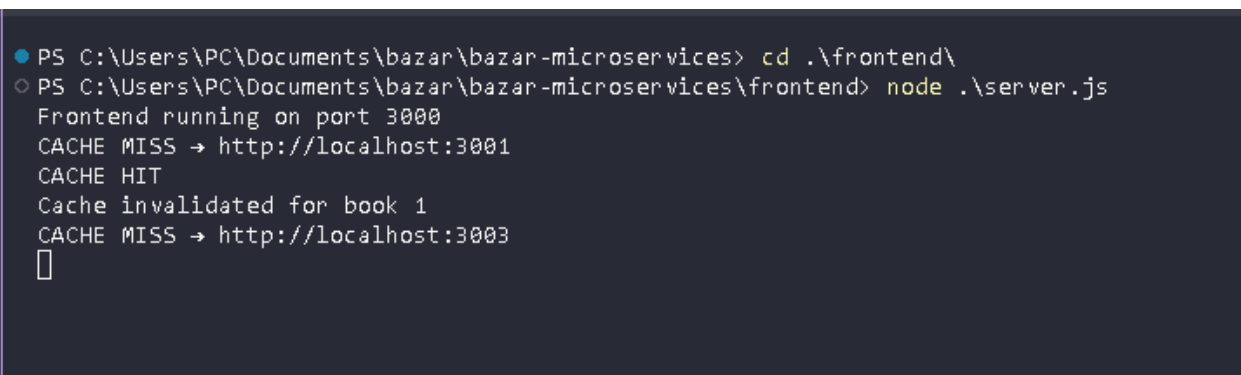 PS C:\Users\PC\Documents\bazar\bazar-microservices> cd .\frontend\
PS C:\Users\PC\Documents\bazar\bazar-microservices\frontend> node .\server.js
Frontend running on port 3000
CACHE MISS → http://localhost:3001
CACHE HIT
Cache invalidated for book 1
CACHE MISS → http://localhost:3003